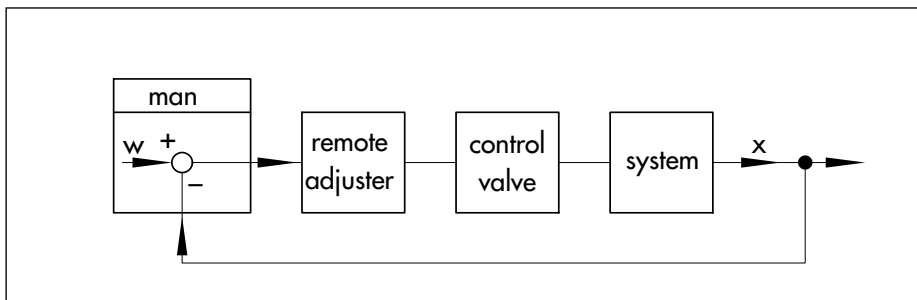 man
w
+
−
remote
adjuster
control
valve
system
x